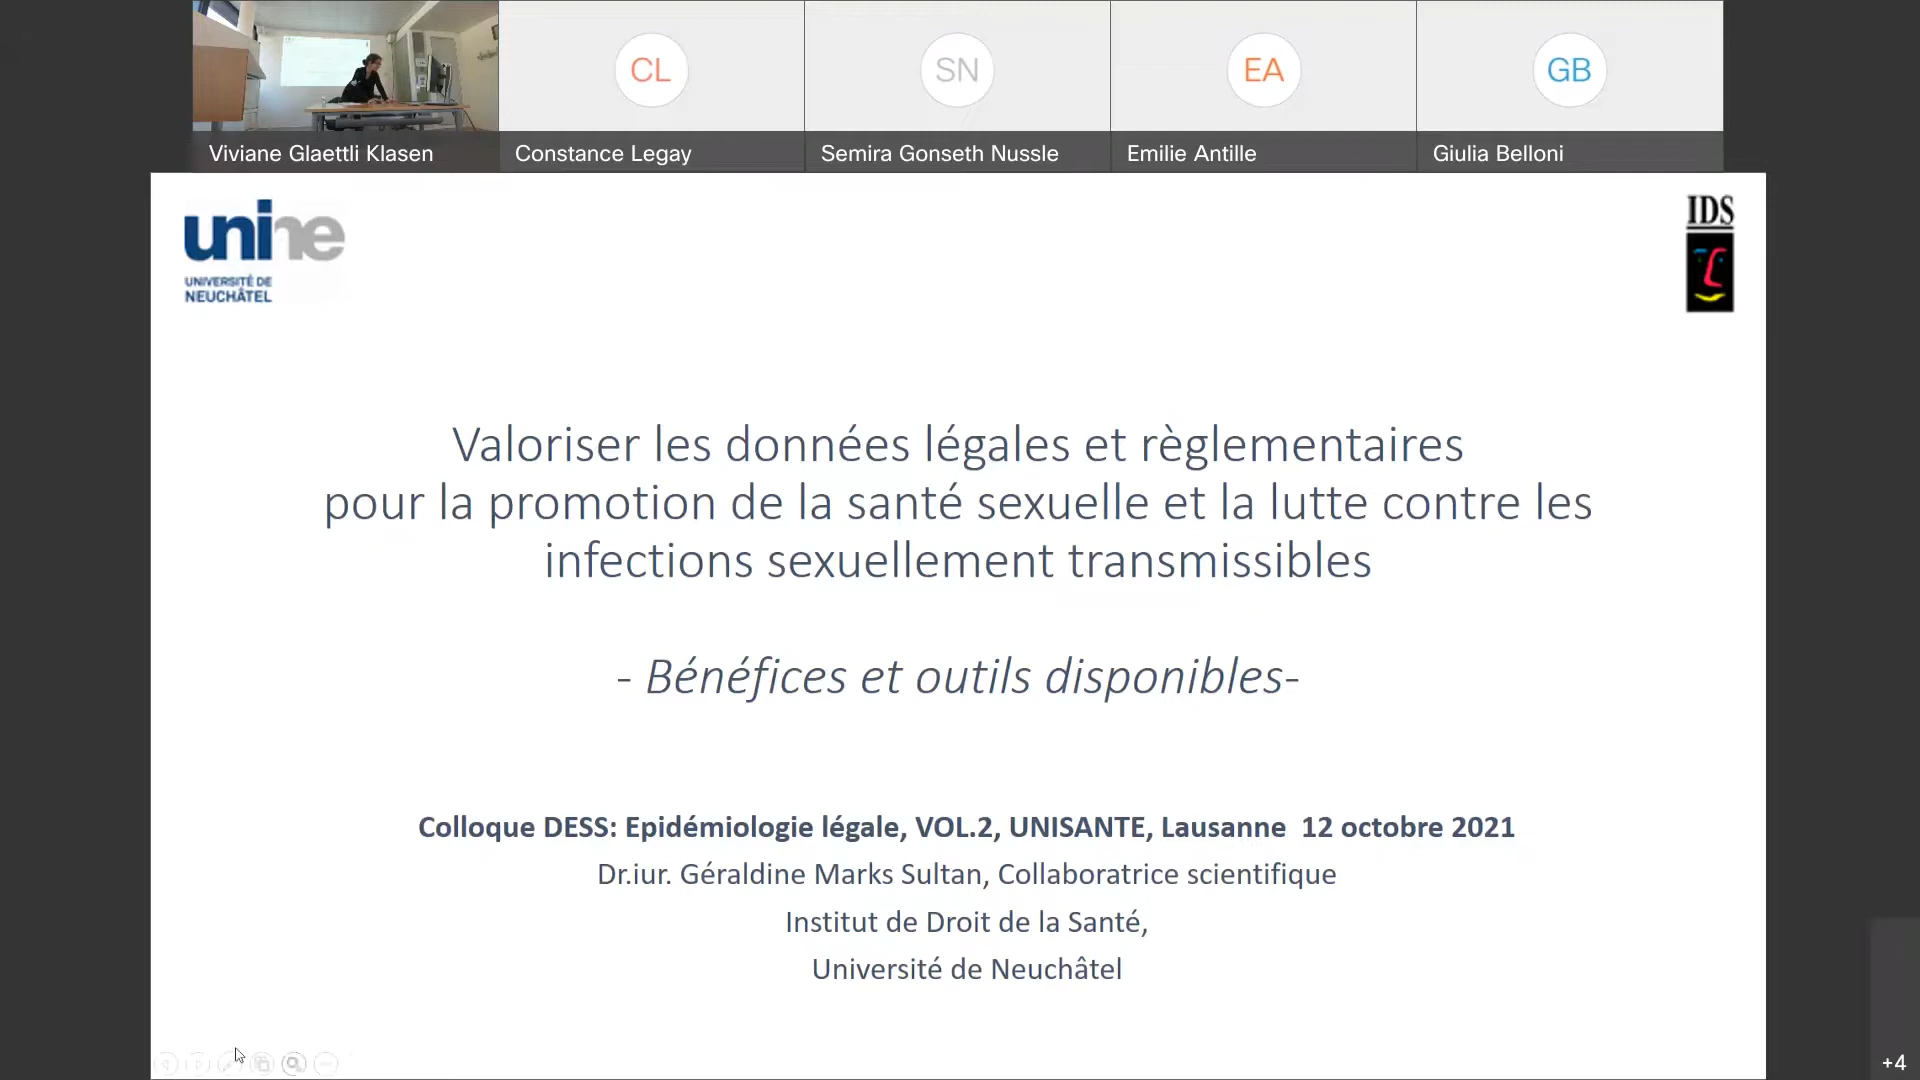 CL
SN
EA
GB
Viviane Glaettli Klasen
Constance Legay
Semira Gonseth Nussle
Emilie Antille
Giulia Belloni
unine
UNIVERSITÉ DE
NEUCHÂTEL
IDS
Valoriser les données légales et règlementaires
pour la promotion de la santé sexuelle et la lutte contre les
infections sexuellement transmissibles
- Bénéfices et outils disponibles-
Colloque DESS: Epidémiologie légale, VOL.2, UNISANTE, Lausanne 12 octobre 2021
Dr.iur. Géraldine Marks Sultan, Collaboratrice scientifique
Institut de Droit de la Santé,
Université de Neuchâtel
+4